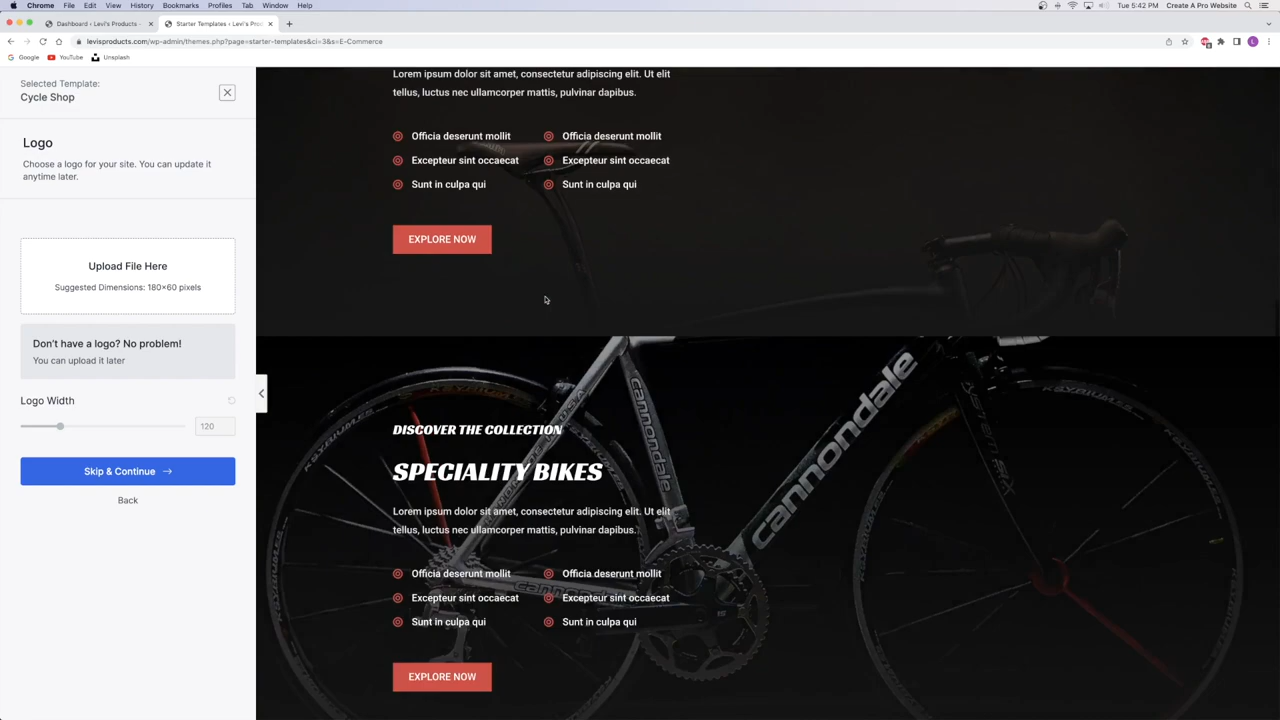 Chrome File Edit View History Bookmarks Profiles Tab Window Help
Tue 5:42 PM Create A Pro Website
Dashboard ‹ Levi's Products -
Starter Templates ‹ Levi's Proc
levisproducts.com/wp-admin/themes.php?page=starter-templates&ci=3&s=E-Commerce
Google YouTube Unsplash
Selected Template:
Cycle Shop
Logo
Choose a logo for your site. You can update it
anytime later.
Upload File Here
Suggested Dimensions: 180×60 pixels
Don't have a logo? No problem!
You can upload it later
Logo Width
120
Skip & Continue
Back
Lorem ipsum dolor sit amet, consectetur adipiscing elit. Ut elit
tellus, luctus nec ullamcorper mattis, pulvinar dapibus.
Officia deserunt mollit Officia deserunt mollit
Excepteur sint occaecat Excepteur sint occaecat
Sunt in culpa qui Sunt in culpa qui
EXPLORE NOW
DISCOVER THE COLLECTION
SPECIALITY BIKES
Lorem ipsum dolor sit amet, consectetur adipiscing elit. Ut elit
tellus, luctus nec ullamcorper mattis, pulvinar dapibus.
Officia deserunt mollit Officia deserunt mollit
Excepteur sint occaecat Excepteur sint occaecat
Sunt in culpa qui Sunt in culpa qui
EXPLORE NOW
cannondale
cannondale
KEYRIUMES